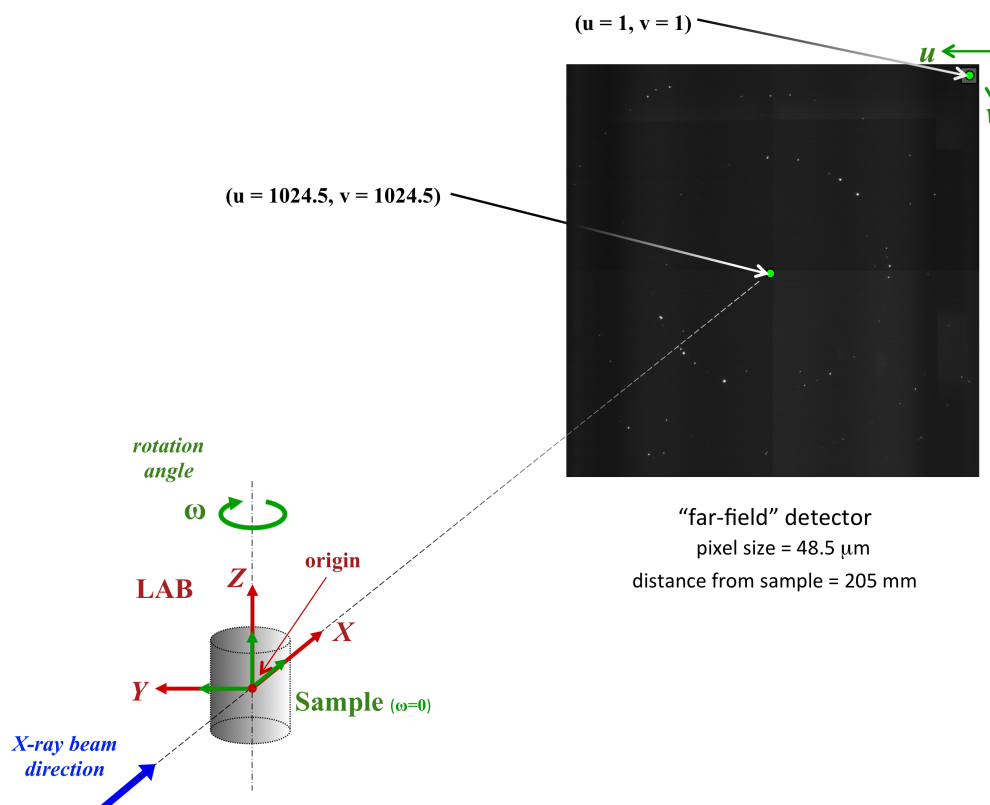 (u = 1, v = 1)
u
(u = 1024.5, v = 1024.5)
rotation
angle
ω
origin
LAB
Z
X
Y
Sample (ω=0)
X-ray beam
direction
“far-field” detector
pixel size = 48.5 μm
distance from sample = 205 mm